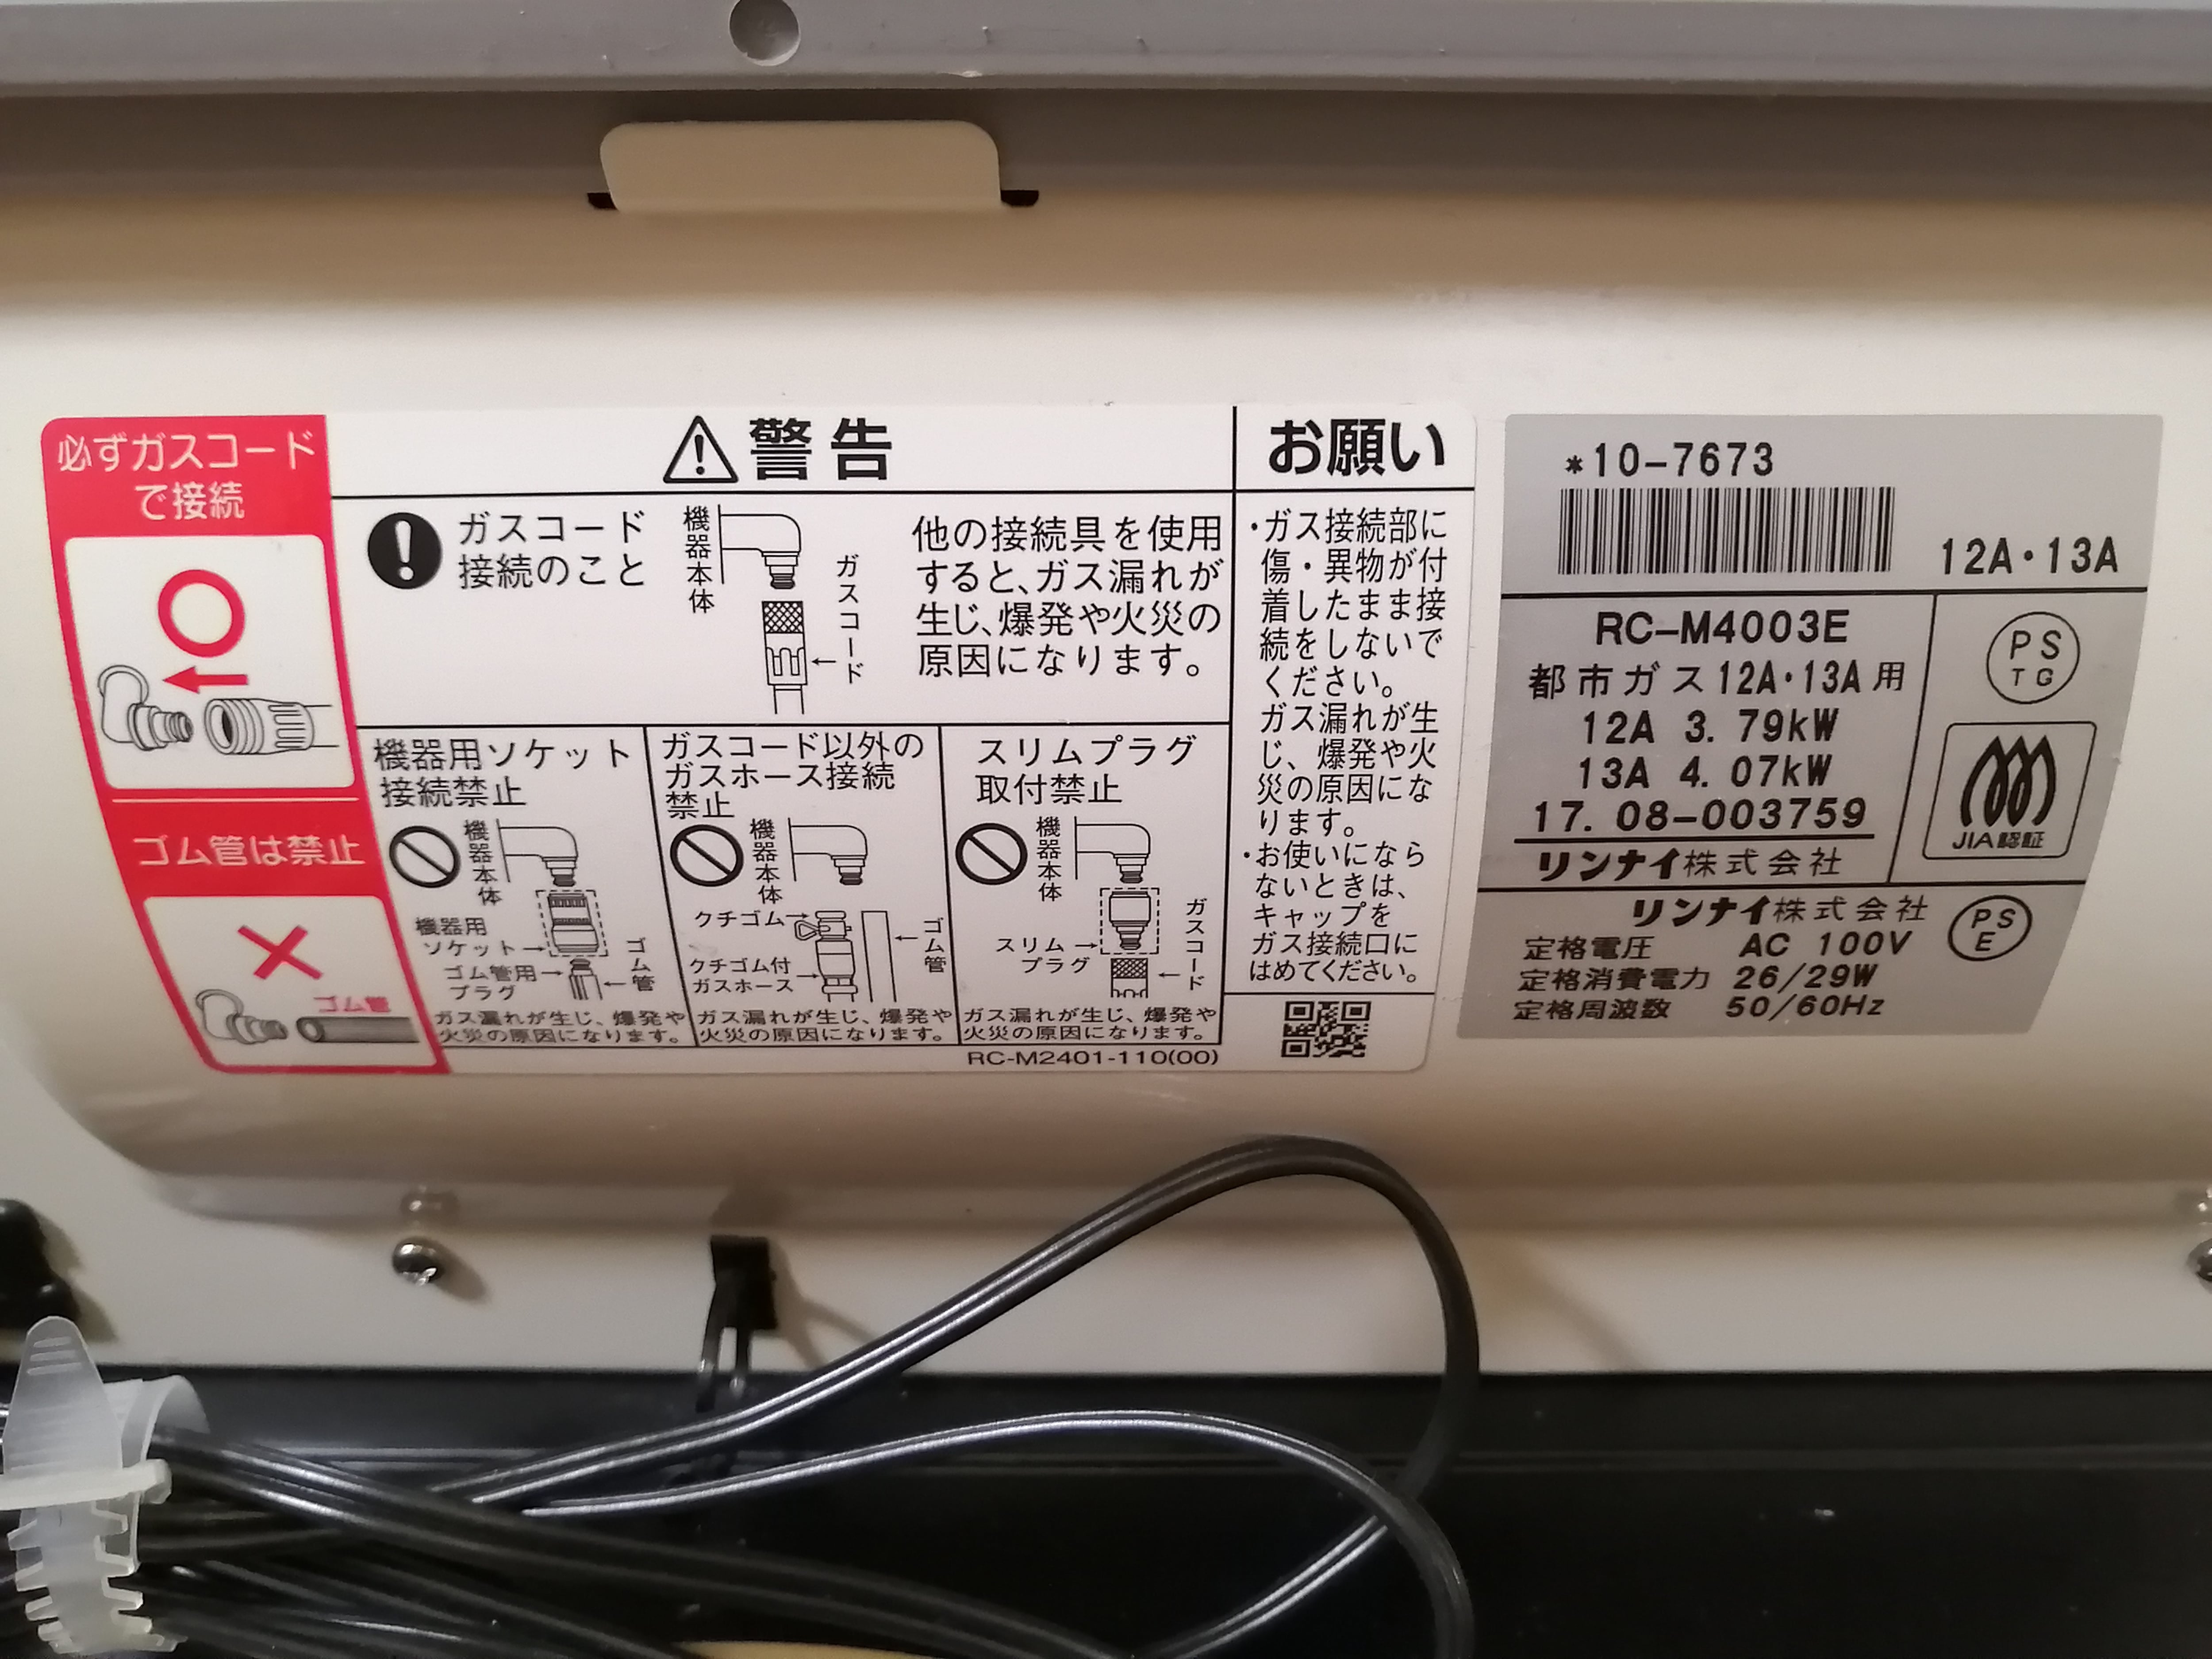 必ずガスコード
で接続
ゴム管は禁止
ゴム管
警告
ガスコード
接続のこと
機器本体
ガスコード
他の接続具を使用
すると、ガス漏れが
生じ、爆発や火災の
原因になります。
機器用ソケット
接続禁止
機器本体
機器用
ソケット
ゴム管用
プラグ
ゴム管
ガス漏れが生じ、爆発や
火災の原因になります。
ガスコード以外の
ガスホース接続
禁止
機器本体
クチゴム
クチゴム付
ガスホース
ゴム管
ガス漏れが生じ、爆発や
火災の原因になります。
スリムプラグ
取付禁止
機器本体
スリム
プラグ
ガスコード
ガス漏れが生じ、爆発や
火災の原因になります。
RC-M2401-110(00)
お願い
・ガス接続部に
傷・異物が付
着したまま接
続をしないで
ください。
ガス漏れが生
じ、爆発や火
災の原因にな
ります。
・お使いになら
ないときは、
キャップを
ガス接続口に
はめてください。
*10-7673
12A・13A
RC-M4003E
都市ガス12A・13A用
12A 3.79kW
13A 4.07kW
17.08-003759
リンナイ株式会社
PS
TG
JIA認証
リンナイ株式会社
定格電圧 AC 100V
定格消費電力 26/29W
定格周波数 50/60Hz
PS
E